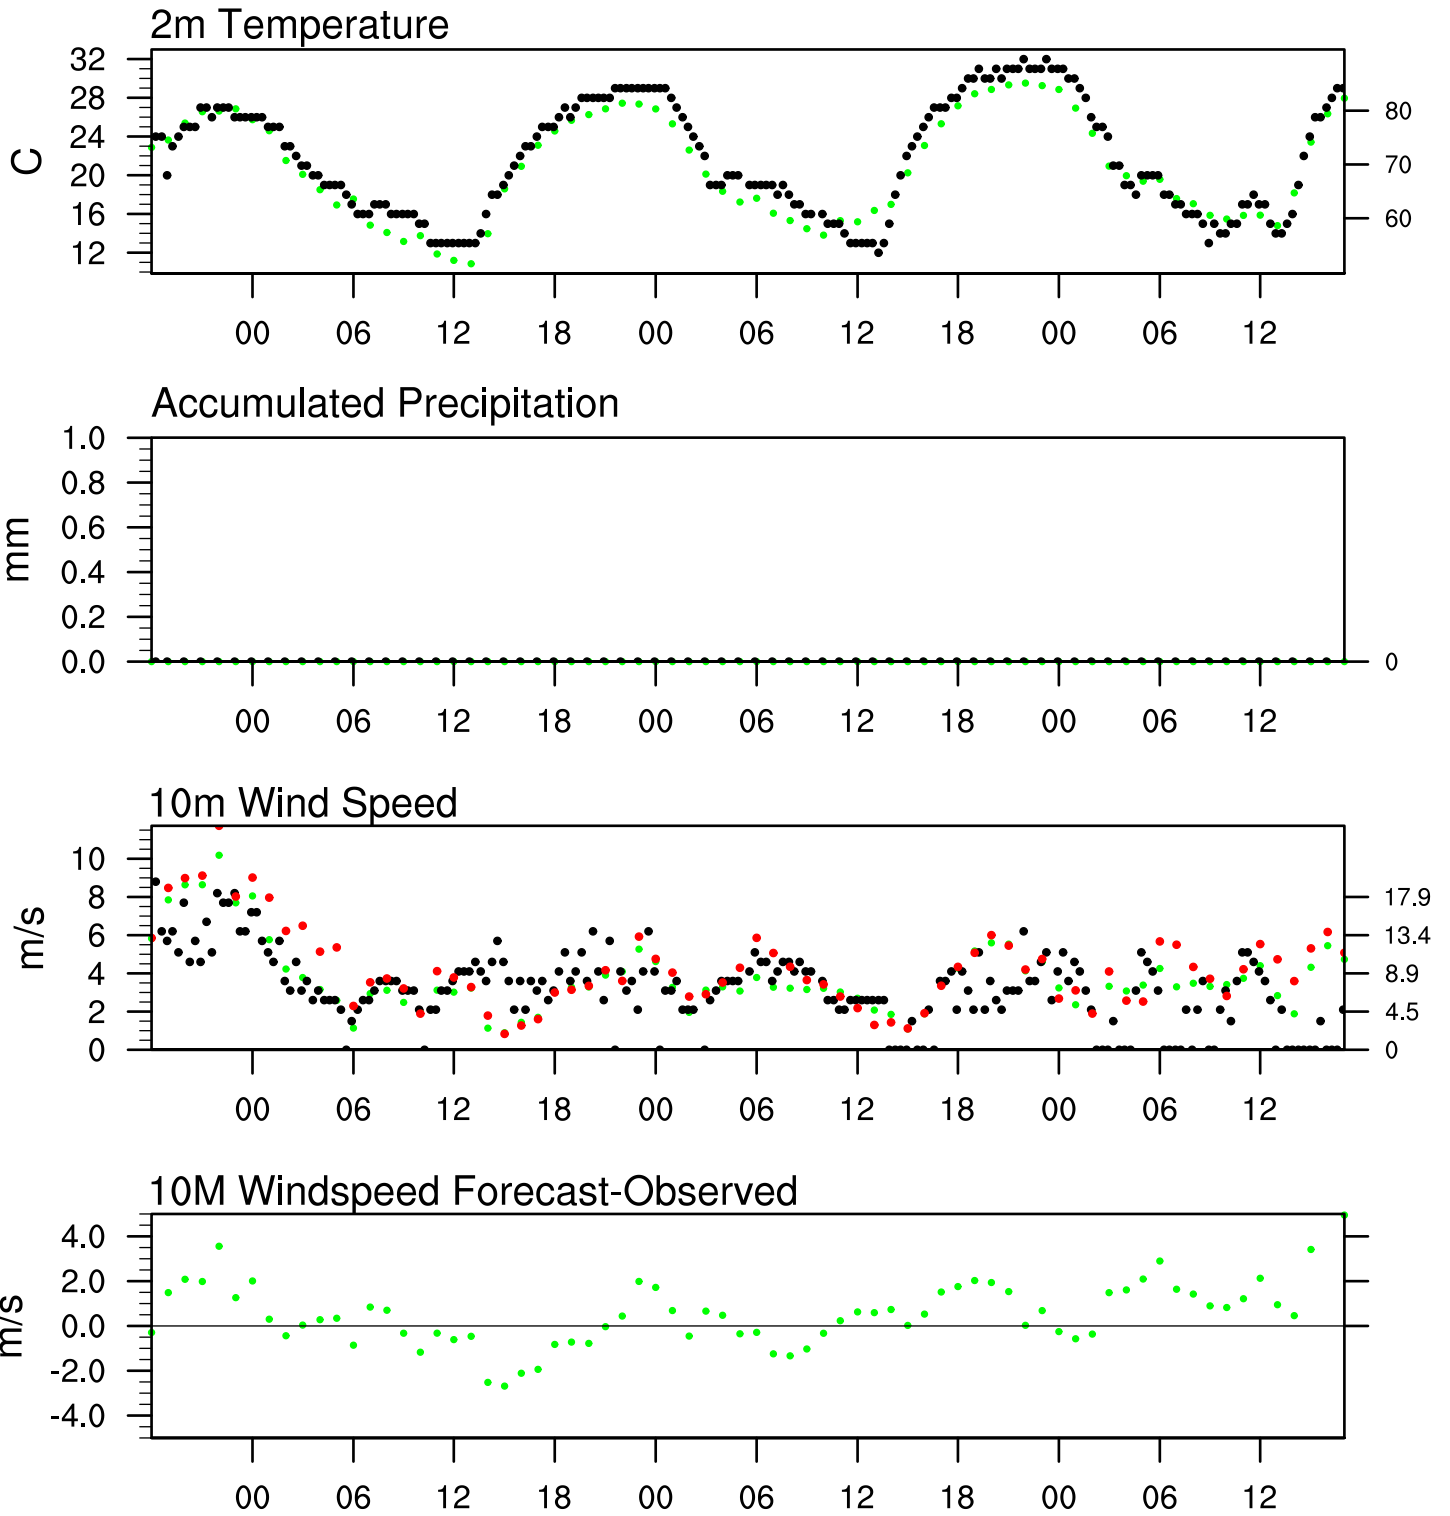 2m Temperature
32
28
24
20
16
12
C
80
70
60
00 06 12 18 00 06 12 18 00 06 12
Accumulated Precipitation
1.0
0.8
0.6
0.4
0.2
0.0
mm
0
00 06 12 18 00 06 12 18 00 06 12
10m Wind Speed
10
8
6
4
2
0
m/s
17.9
13.4
8.9
4.5
0
00 06 12 18 00 06 12 18 00 06 12
10M Windspeed Forecast-Observed
4.0
2.0
0.0
-2.0
-4.0
m/s
00 06 12 18 00 06 12 18 00 06 12